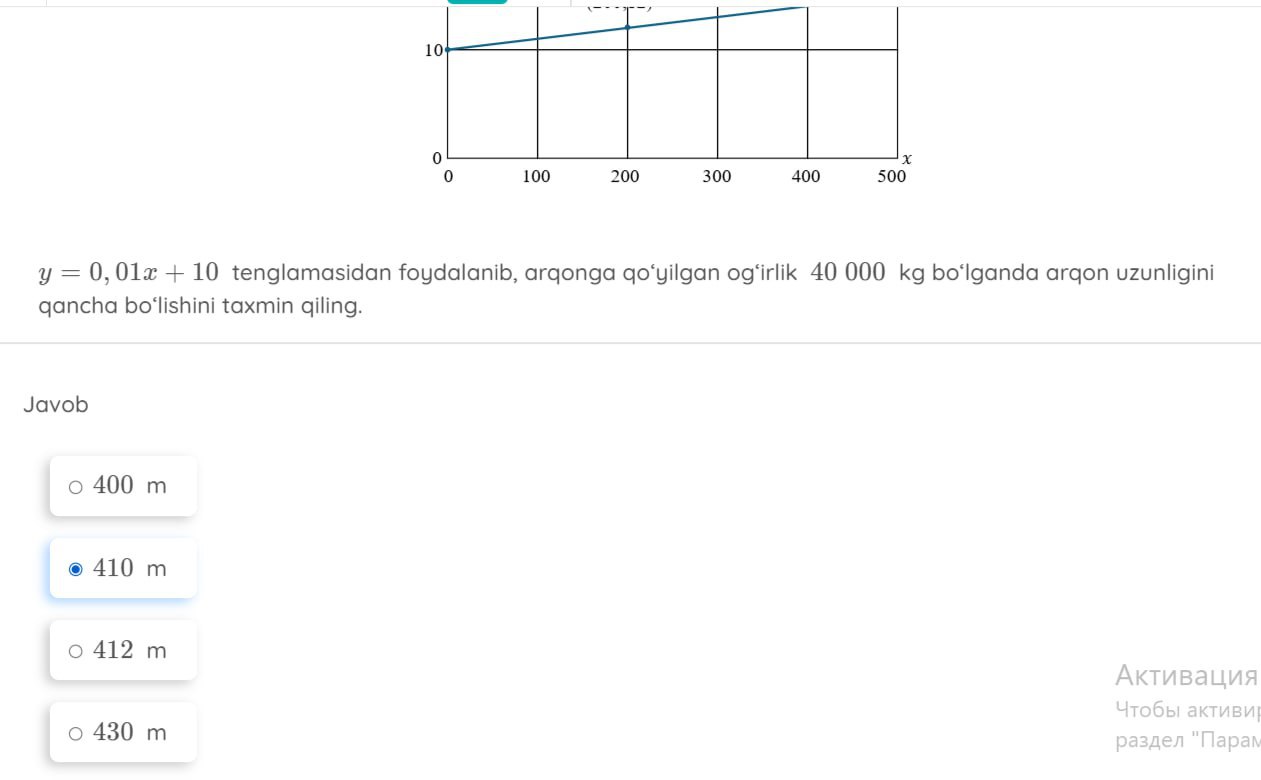 10
0
x
0 100 200 300 400 500
y = 0,01x + 10 tenglamasidan foydalanib, arqonga qo‘yilgan og‘irlik 40 000 kg bo‘lganda arqon uzunligini
qancha bo‘lishini taxmin qiling.
Javob
400 m
410 m
412 m
430 m
Активация
Чтобы
раздел